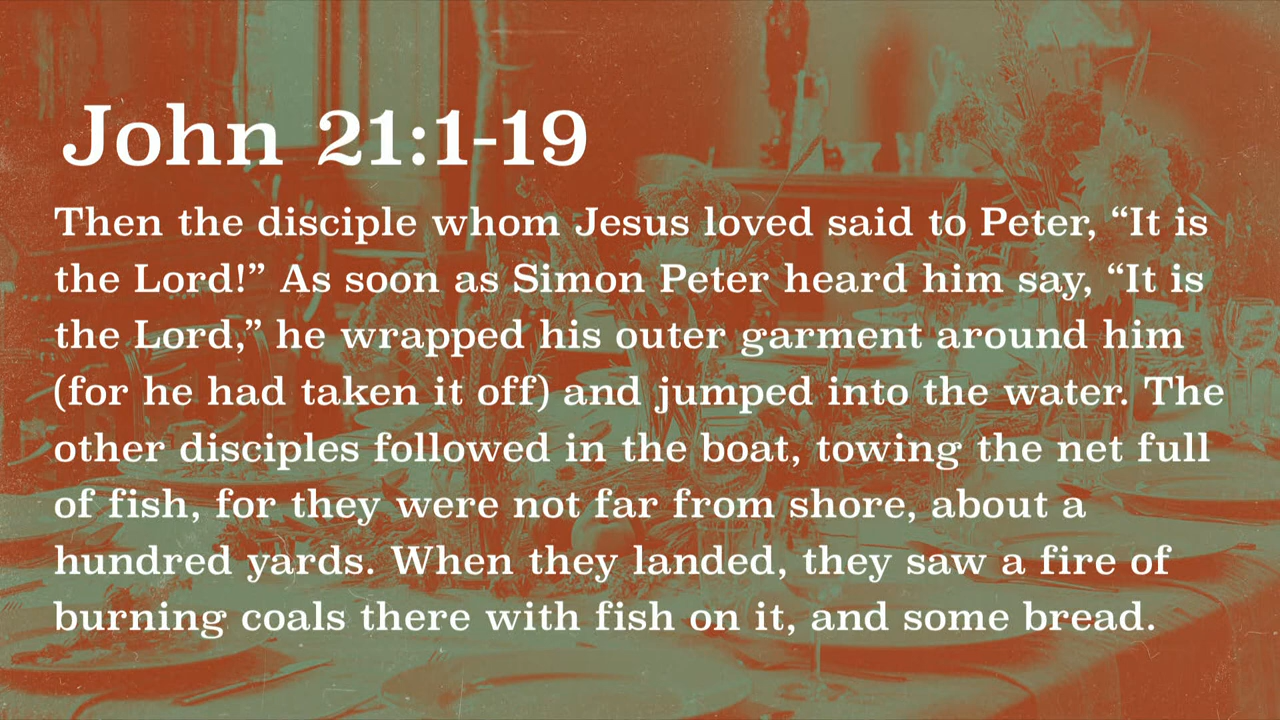 John 21:1-19
Then the disciple whom Jesus loved said to Peter, “It is
the Lord!” As soon as Simon Peter heard him say, “It is
the Lord,” he wrapped his outer garment around him
(for he had taken it off) and jumped into the water. The
other disciples followed in the boat, towing the net full
of fish, for they were not far from shore, about a
hundred yards. When they landed, they saw a fire of
burning coals there with fish on it, and some bread.